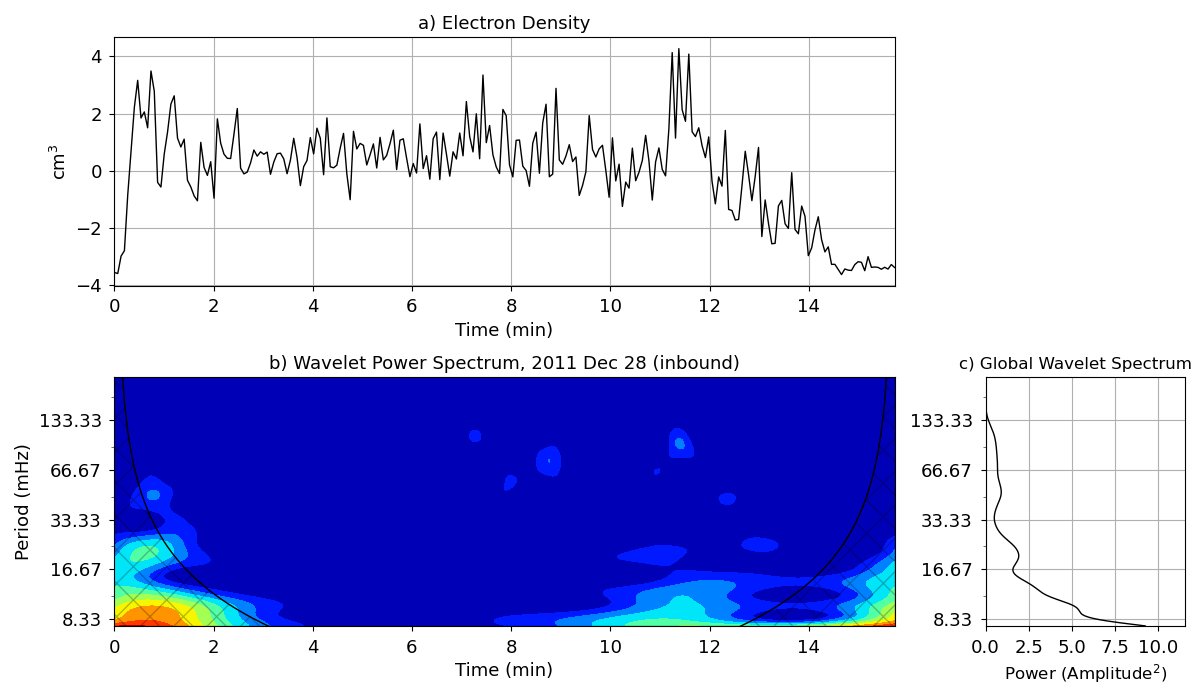 a) Electron Density
cm³
4
2
0
−2
−4
0 2 4 6 8 10 12 14
Time (min)
b) Wavelet Power Spectrum, 2011 Dec 28 (inbound)
Period (mHz)
133.33
66.67
33.33
16.67
8.33
0 2 4 6 8 10 12 14
Time (min)
c) Global Wavelet Spectrum
133.33
66.67
33.33
16.67
8.33
0.0 2.5 5.0 7.5 10.0
Power (Amplitude²)